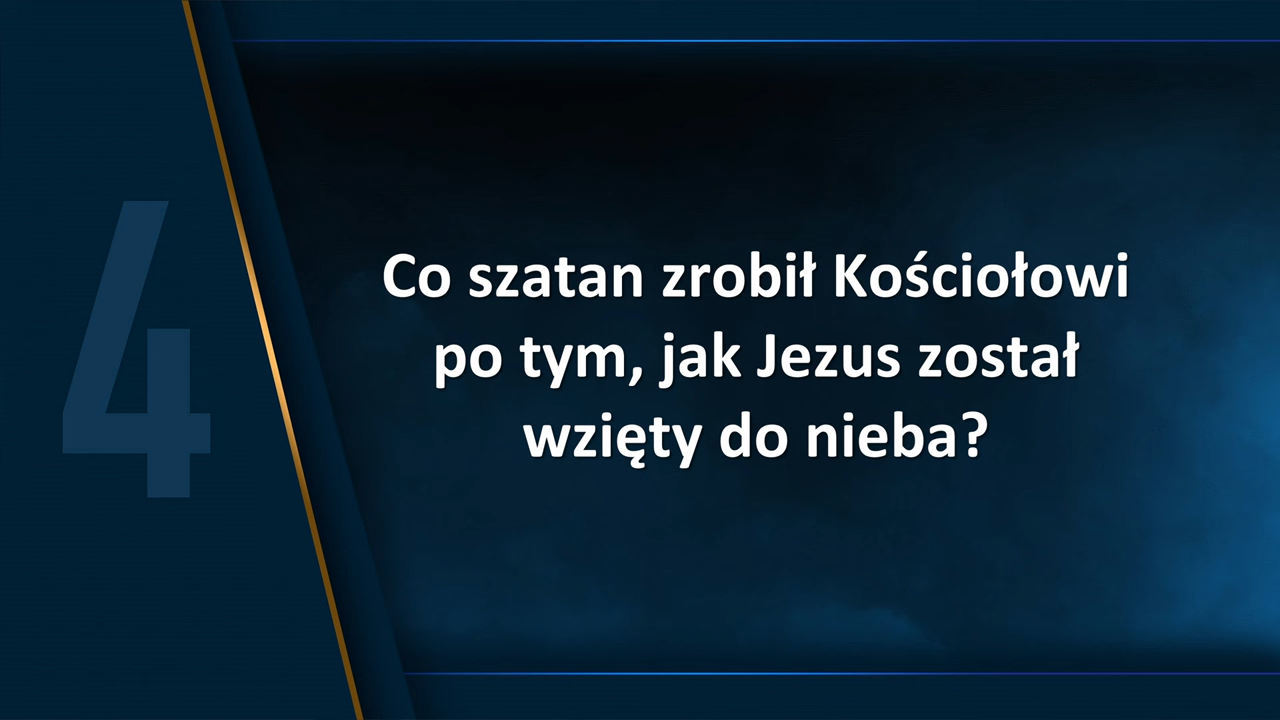 4
Co szatan zrobił Kościołowi
po tym, jak Jezus został
wzięty do nieba?